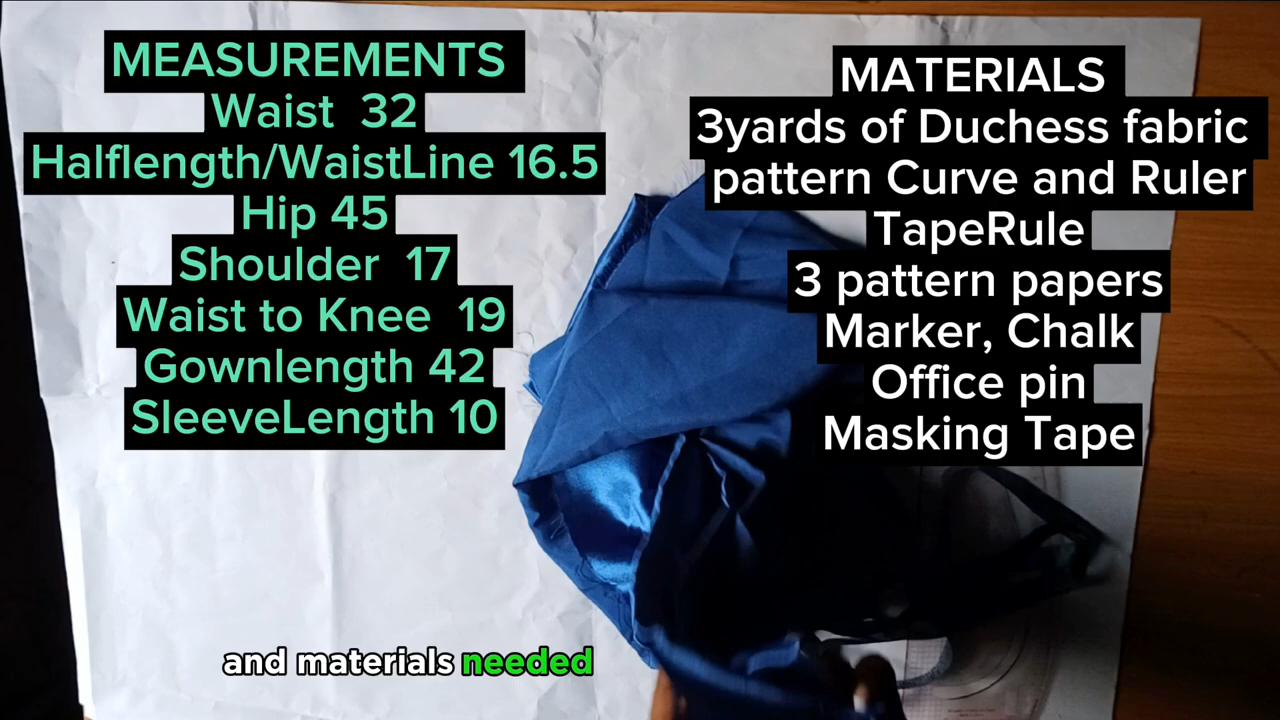 MEASUREMENTS
Waist 32
Halflength/WaistLine 16.5
Hip 45
Shoulder 17
Waist to Knee 19
Gownlength 42
SleeveLength 10
MATERIALS
3yards of Duchess fabric
pattern Curve and Ruler
TapeRule
3 pattern papers
Marker, Chalk
Office pin
Masking Tape
and materials needed